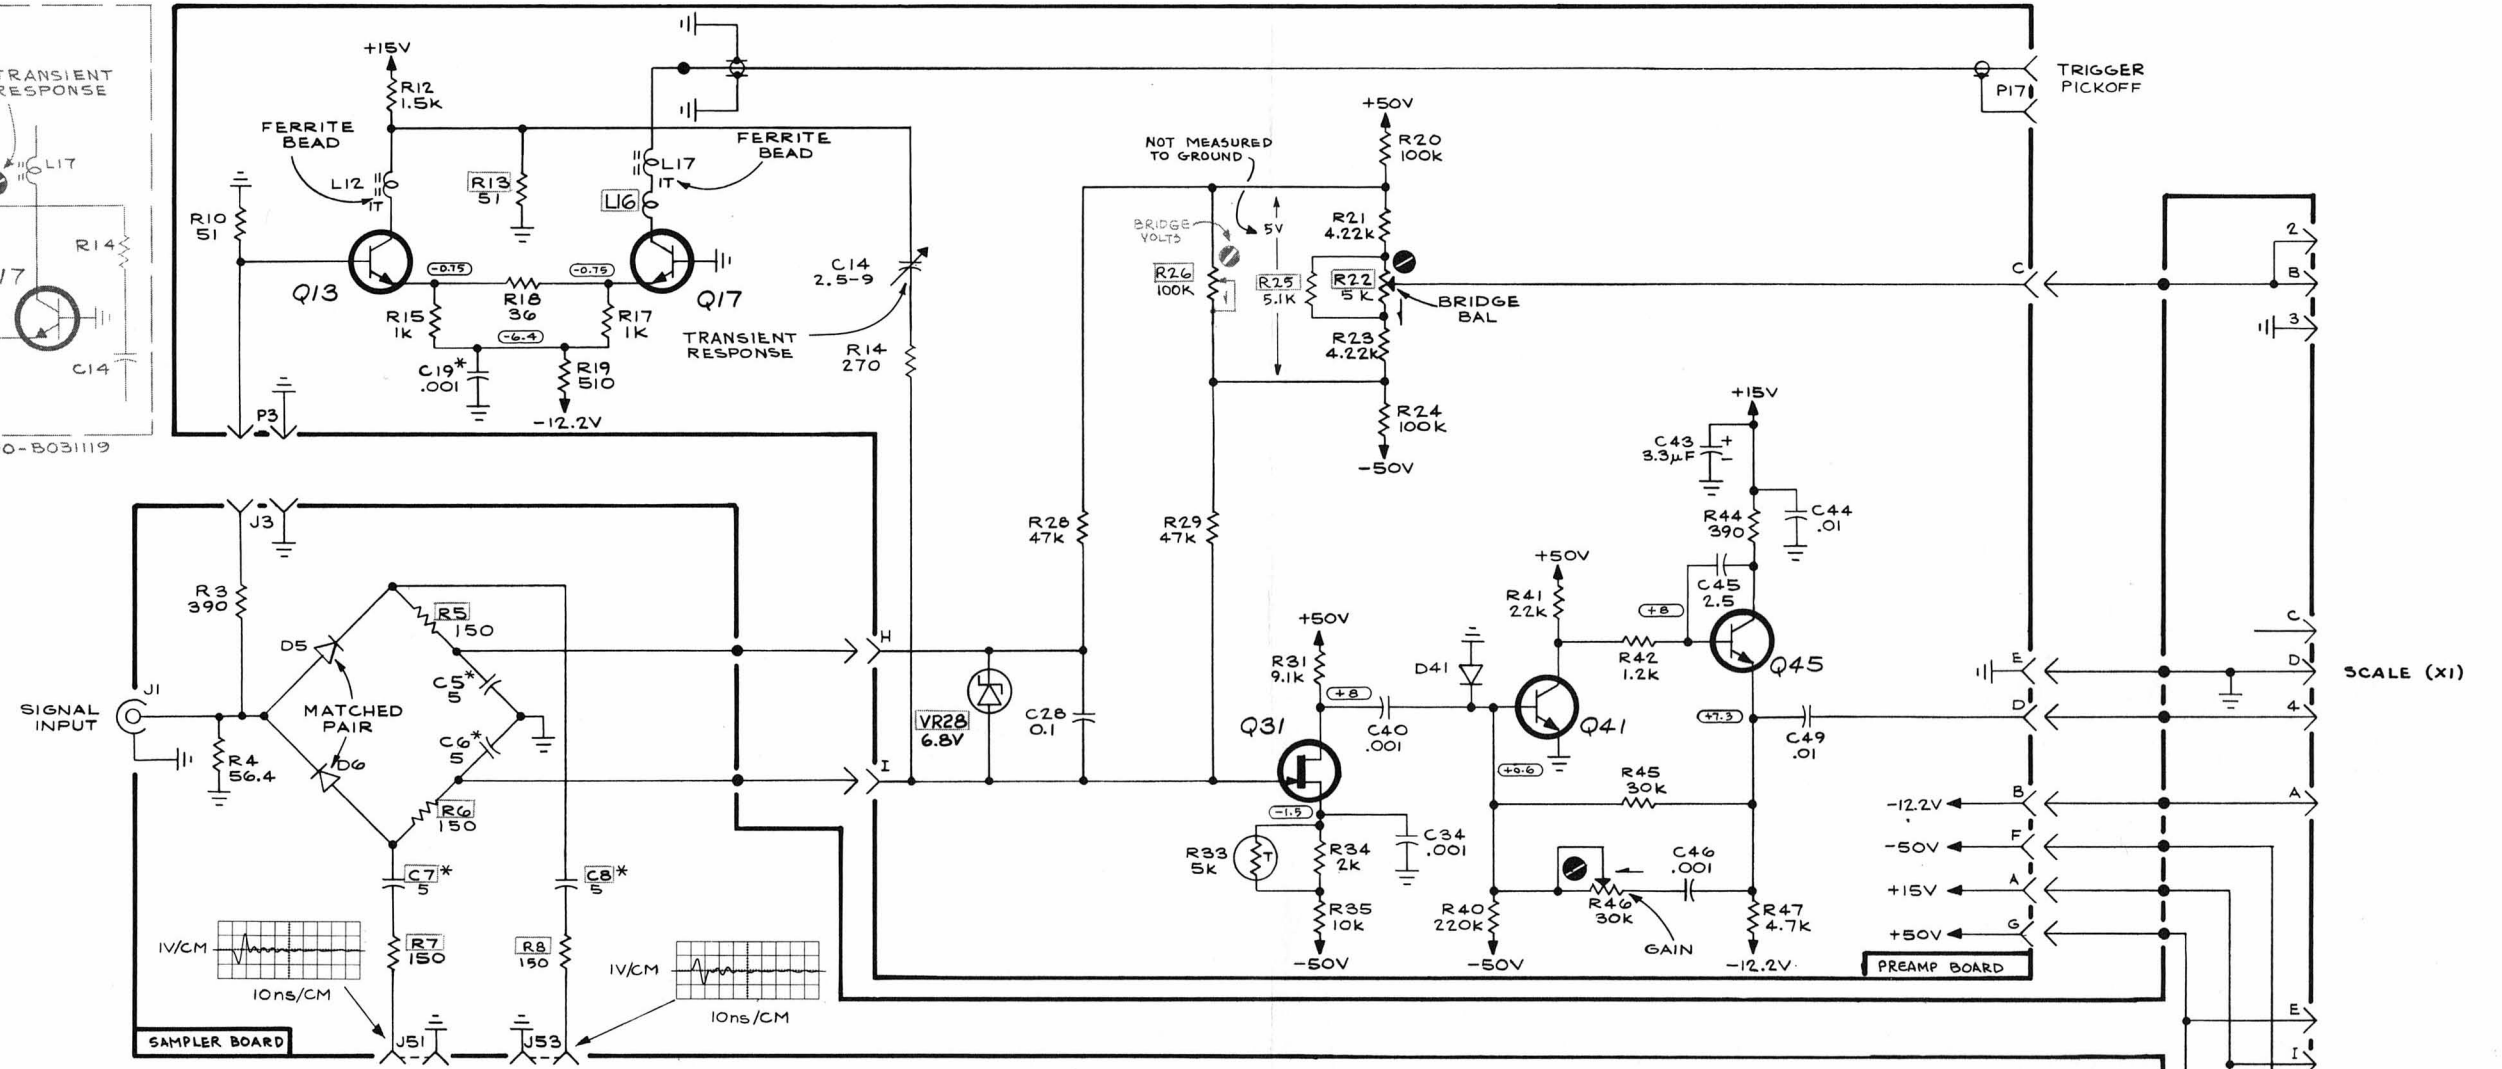 TRANSIENT
RESPONSE
L17
R14
17
C14
0-B031119
+15V
R12
1.5K
FERRITE
BEAD
L12
1T
R13
51
R10
51
Q13
-0.75
-0.75
R18
36
R15
1K
R17
1K
-6.4
C19*
.001
R19
510
-12.2V
P3
L17
1T
L16
FERRITE
BEAD
Q17
TRANSIENT
RESPONSE
C14
2.5-9
R14
270
NOT MEASURED
TO GROUND
BRIDGE
VOLTS
5V
+50V
R20
100K
R21
4.22K
R26
100K
R25
5.1K
R22
5K
BRIDGE
BAL
R23
4.22K
R24
100K
-50V
P17
TRIGGER
PICKOFF
C
2
B
3
J3
R3
390
D5
MATCHED
PAIR
D6
J1
SIGNAL
INPUT
R4
56.4
R5
150
C5*
5
C6*
5
R6
150
C7*
5
C8*
5
R7
150
R8
150
1V/CM
10ns/CM
1V/CM
10ns/CM
J51
J53
SAMPLER BOARD
H
I
R28
47K
R29
47K
VR28
6.8V
C28
0.1
+50V
R31
9.1K
+8
Q31
C40
.001
-1.5
R33
5K
T
R34
2K
C34
.001
R35
10K
-50V
D41
+50V
R41
22K
Q41
+0.6
R40
220K
-50V
R42
1.2K
+8
C45
2.5
+15V
C43
3.3µF
+
-
R44
390
C44
.01
Q45
+7.3
C49
.01
R45
30K
R46
30K
GAIN
C46
.001
R47
4.7K
-12.2V
PREAMP BOARD
E
D
-12.2V
B
-50V
F
+15V
A
+50V
G
C
D
SCALE (X1)
4
A
E
I